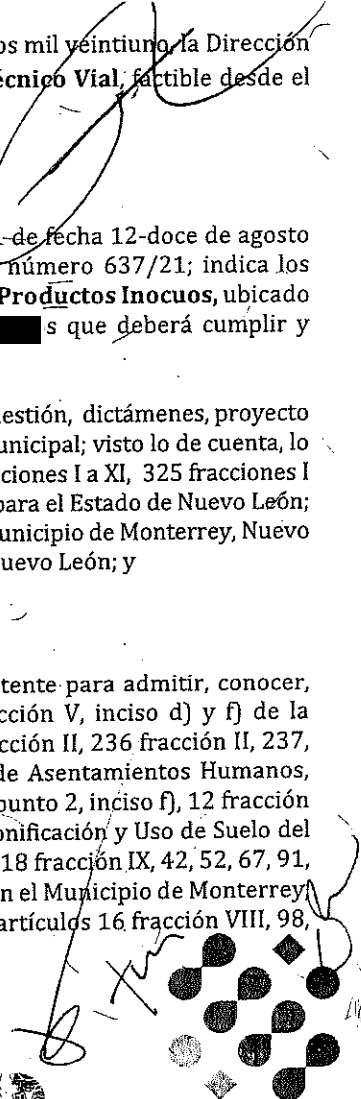 os mil veintiuno, la Dirección
écnico Vial, factible desde el
de fecha 12-doce de agosto
número 637/21; indica los
Productos Inocuos, ubicado
s que deberá cumplir y
estión, dictámenes, proyecto
unicipal; visto lo de cuenta, lo
ciones I a XI, 325 fracciones I
para el Estado de Nuevo León;
unicipio de Monterrey, Nuevo
uevo León; y
tente para admitir, conocer,
cción V, inciso d) y f) de la
cción II, 236 fracción II, 237,
de Asentamientos Humanos,
punto 2, inciso f), 12 fracción
onificación y Uso de Suelo del
18 fracción IX, 42, 52, 67, 91,
n el Municipio de Monterrey
artículos 16 fracción VIII, 98,